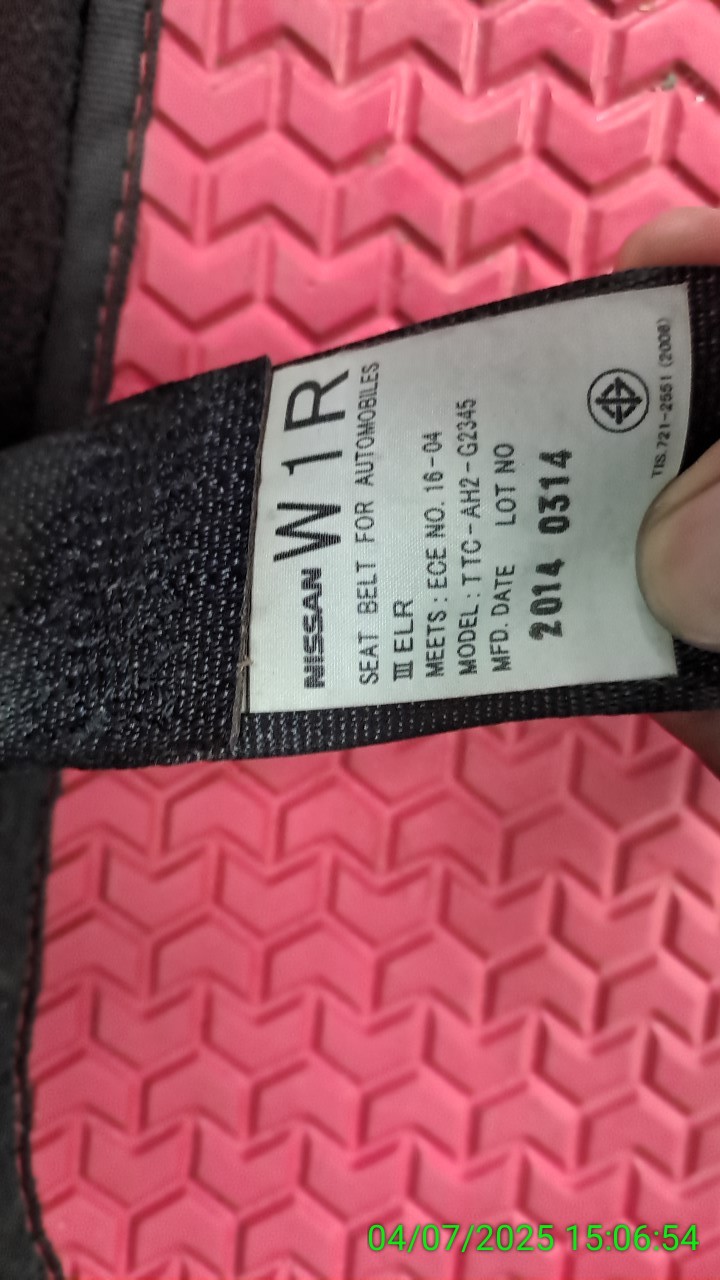 NISSAN W1R
SEAT BELT FOR AUTOMOBILES
Ⅲ ELR
MEETS : ECE NO. 16-04
MODEL : TTC-AH2-G2345
MFD. DATE LOT NO
2014 0314
TIS.721-2551 (2008)
04/07/2025 15:06:54